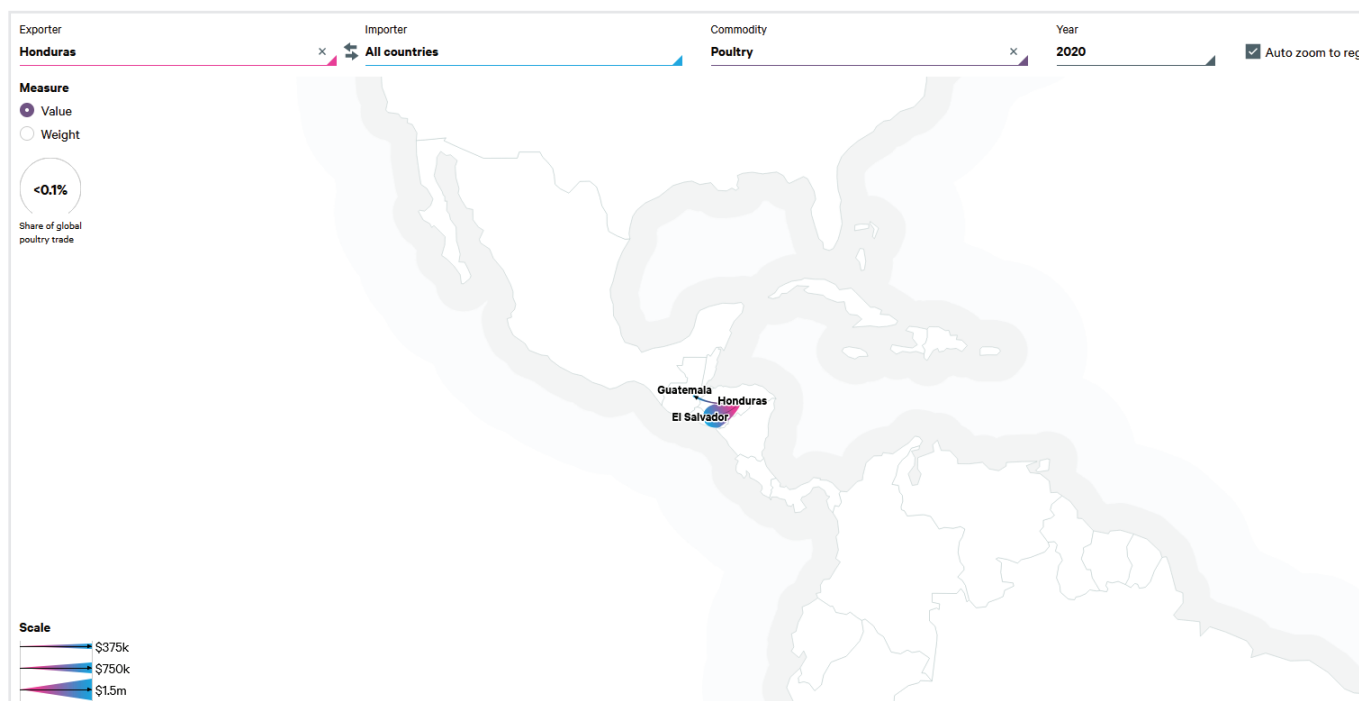 Exporter
Importer
Commodity
Year
Honduras ×
All countries
Poultry ×
2020
Auto zoom to reg
Measure
Value
Weight
<0.1%
Share of global
poultry trade
Guatemala
Honduras
El Salvador
Scale
$375k
$750k
$1.5m